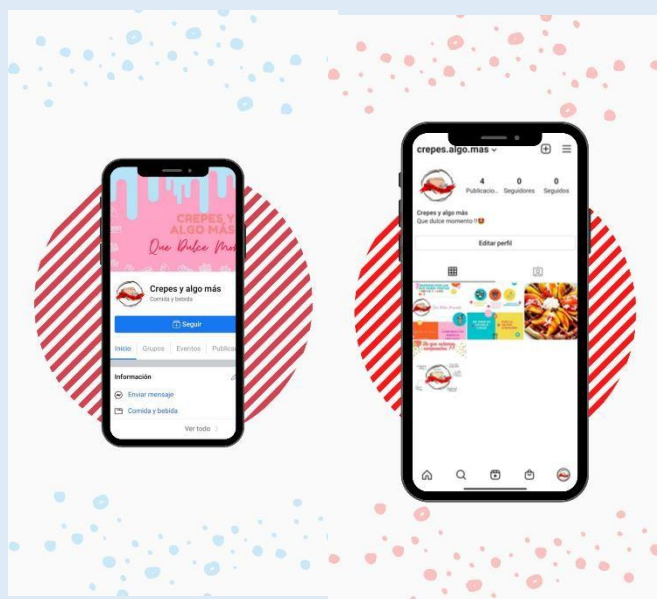 CREPES Y
ALGO MÁS
Que Dulce Mom
Crepes y algo más
Comida y bebida
Seguir
Inicio Grupos Eventos Publica
Información
Enviar mensaje
Comida y bebida
Ver todo
crepes.algo.mas
4 0 0
Publicacio... Seguidores Seguidos
Crepes y algo más
Que dulce momento !!
Editar perfil